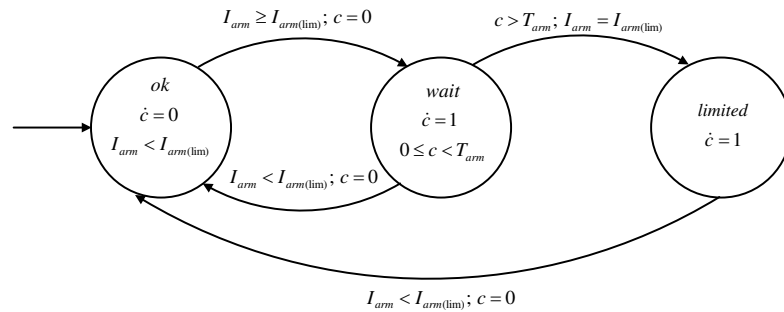 I_arm ≥ I_arm(lim); c = 0
c > T_arm; I_arm = I_arm(lim)
ok
ċ = 0
I_arm < I_arm(lim)
wait
ċ = 1
0 ≤ c < T_arm
limited
ċ = 1
I_arm < I_arm(lim); c = 0
I_arm < I_arm(lim); c = 0